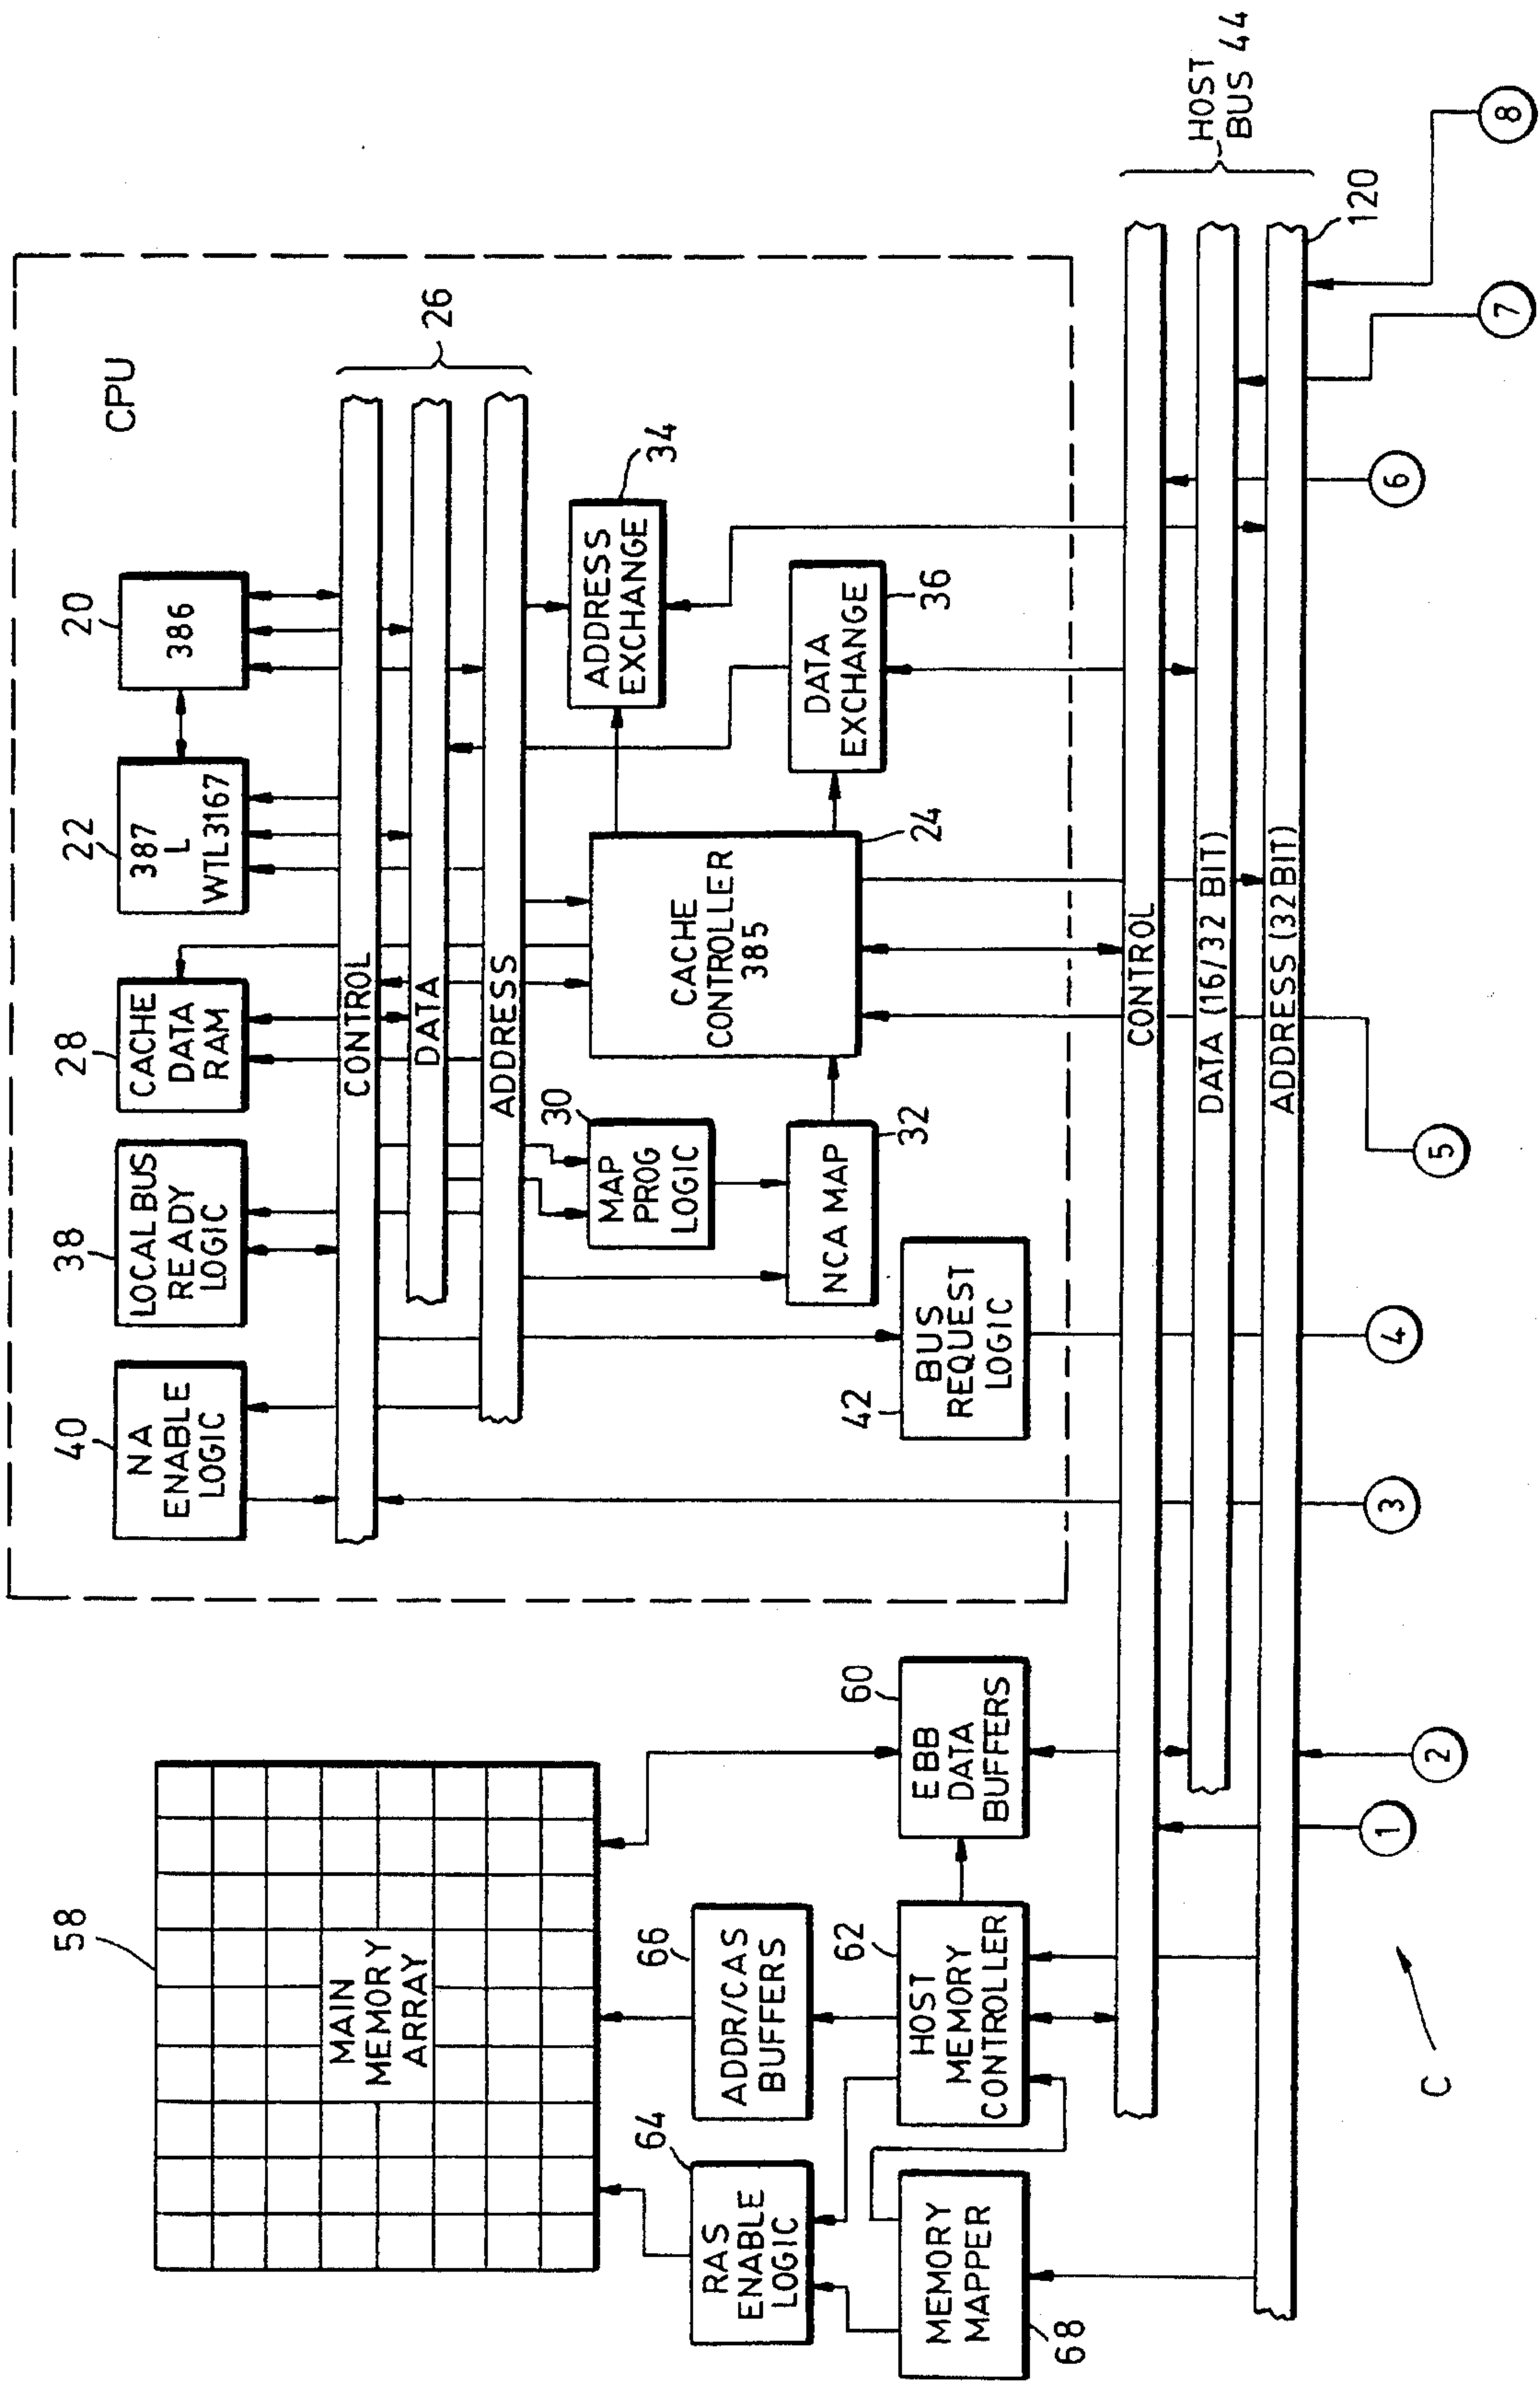 58
MAIN
MEMORY
ARRAY
64
RAS
ENABLE
LOGIC
66
ADDR/CAS
BUFFERS
68
MEMORY
MAPPER
62
HOST
MEMORY
CONTROLLER
60
EBB
DATA
BUFFERS
CPU
40
NA
ENABLE
LOGIC
38
LOCAL BUS
READY
LOGIC
28
CACHE
DATA
RAM
22
387
L
WTL3167
20
386
CONTROL
DATA
ADDRESS
26
30
MAP
PROG
LOGIC
34
ADDRESS
EXCHANGE
32
NCA MAP
24
CACHE
CONTROLLER
385
36
DATA
EXCHANGE
42
BUS
REQUEST
LOGIC
CONTROL
DATA (16/32 BIT)
ADDRESS (32 BIT)
HOST
BUS 44
120
1
2
3
4
5
6
7
8
C